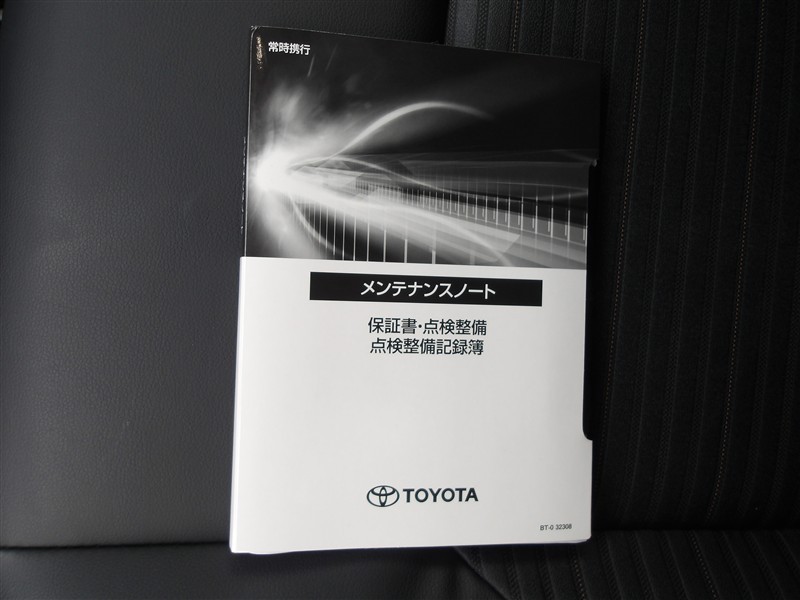 常時携行
メンテナンスノート
保証書・点検整備
点検整備記録簿
TOYOTA
BT-0 32308